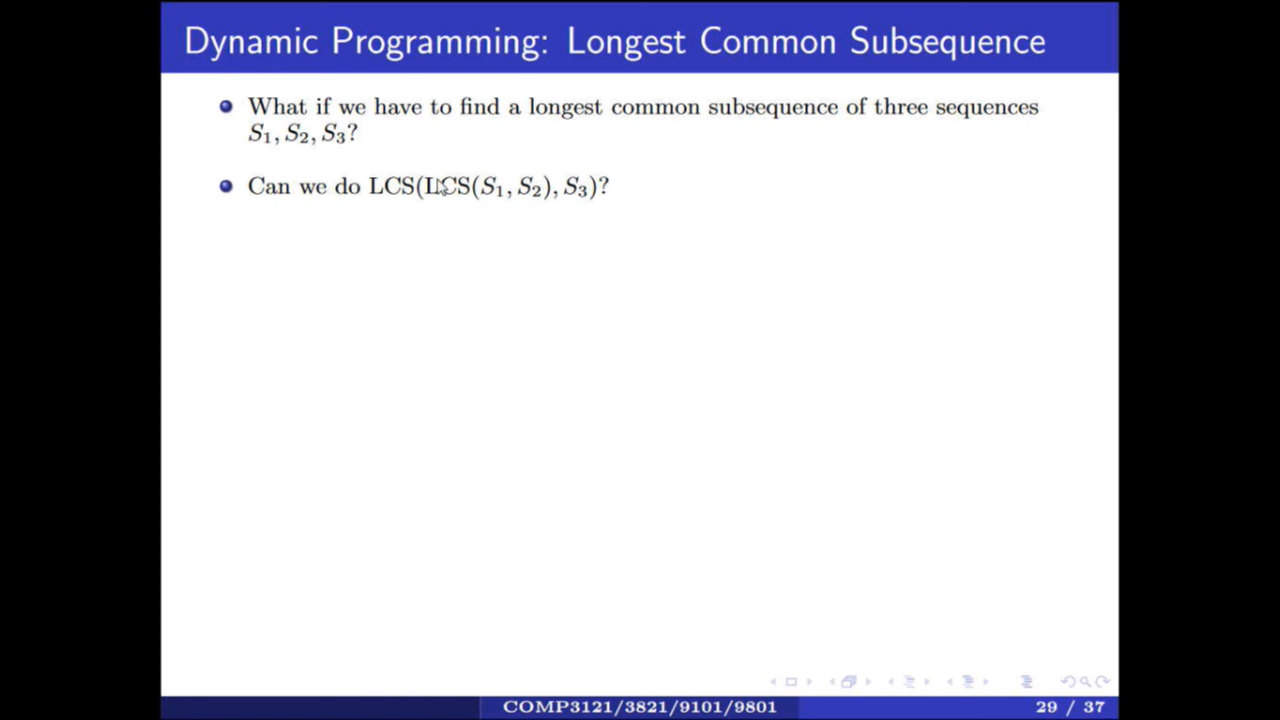 Dynamic Programming: Longest Common Subsequence
What if we have to find a longest common subsequence of three sequences
S₁, S₂, S₃?
Can we do LCS(LCS(S₁, S₂), S₃)?
COMP3121/3821/9101/9801
29 / 37